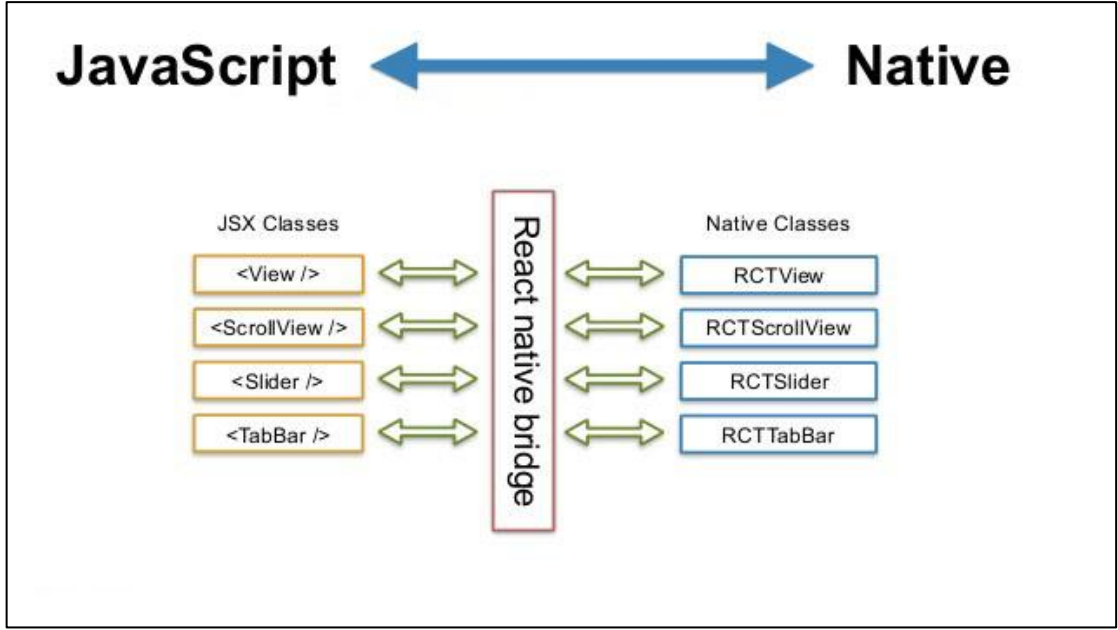 JavaScript Native
JSX Classes
<View />
<ScrollView />
<Slider />
<TabBar />
React native bridge
Native Classes
RCTView
RCTScrollView
RCTSlider
RCTTabBar